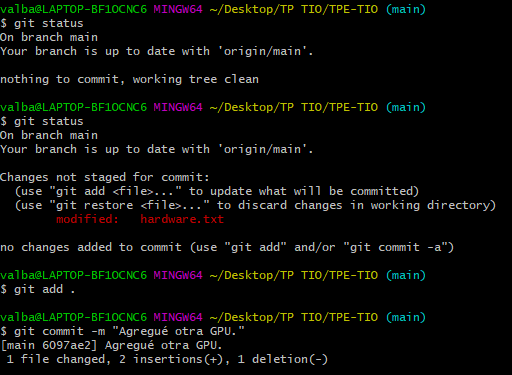 valba@LAPTOP-BF1OCNC6 MINGW64 ~/Desktop/TP TIO/TPE-TIO (main)
$ git status
On branch main
Your branch is up to date with 'origin/main'.
nothing to commit, working tree clean
valba@LAPTOP-BF1OCNC6 MINGW64 ~/Desktop/TP TIO/TPE-TIO (main)
$ git status
On branch main
Your branch is up to date with 'origin/main'.
Changes not staged for commit:
  (use "git add <file>..." to update what will be committed)
  (use "git restore <file>..." to discard changes in working directory)
        modified:   hardware.txt
no changes added to commit (use "git add" and/or "git commit -a")
valba@LAPTOP-BF1OCNC6 MINGW64 ~/Desktop/TP TIO/TPE-TIO (main)
$ git add .
valba@LAPTOP-BF1OCNC6 MINGW64 ~/Desktop/TP TIO/TPE-TIO (main)
$ git commit -m "Agregué otra GPU."
[main 6097ae2] Agregué otra GPU.
 1 file changed, 2 insertions(+), 1 deletion(-)